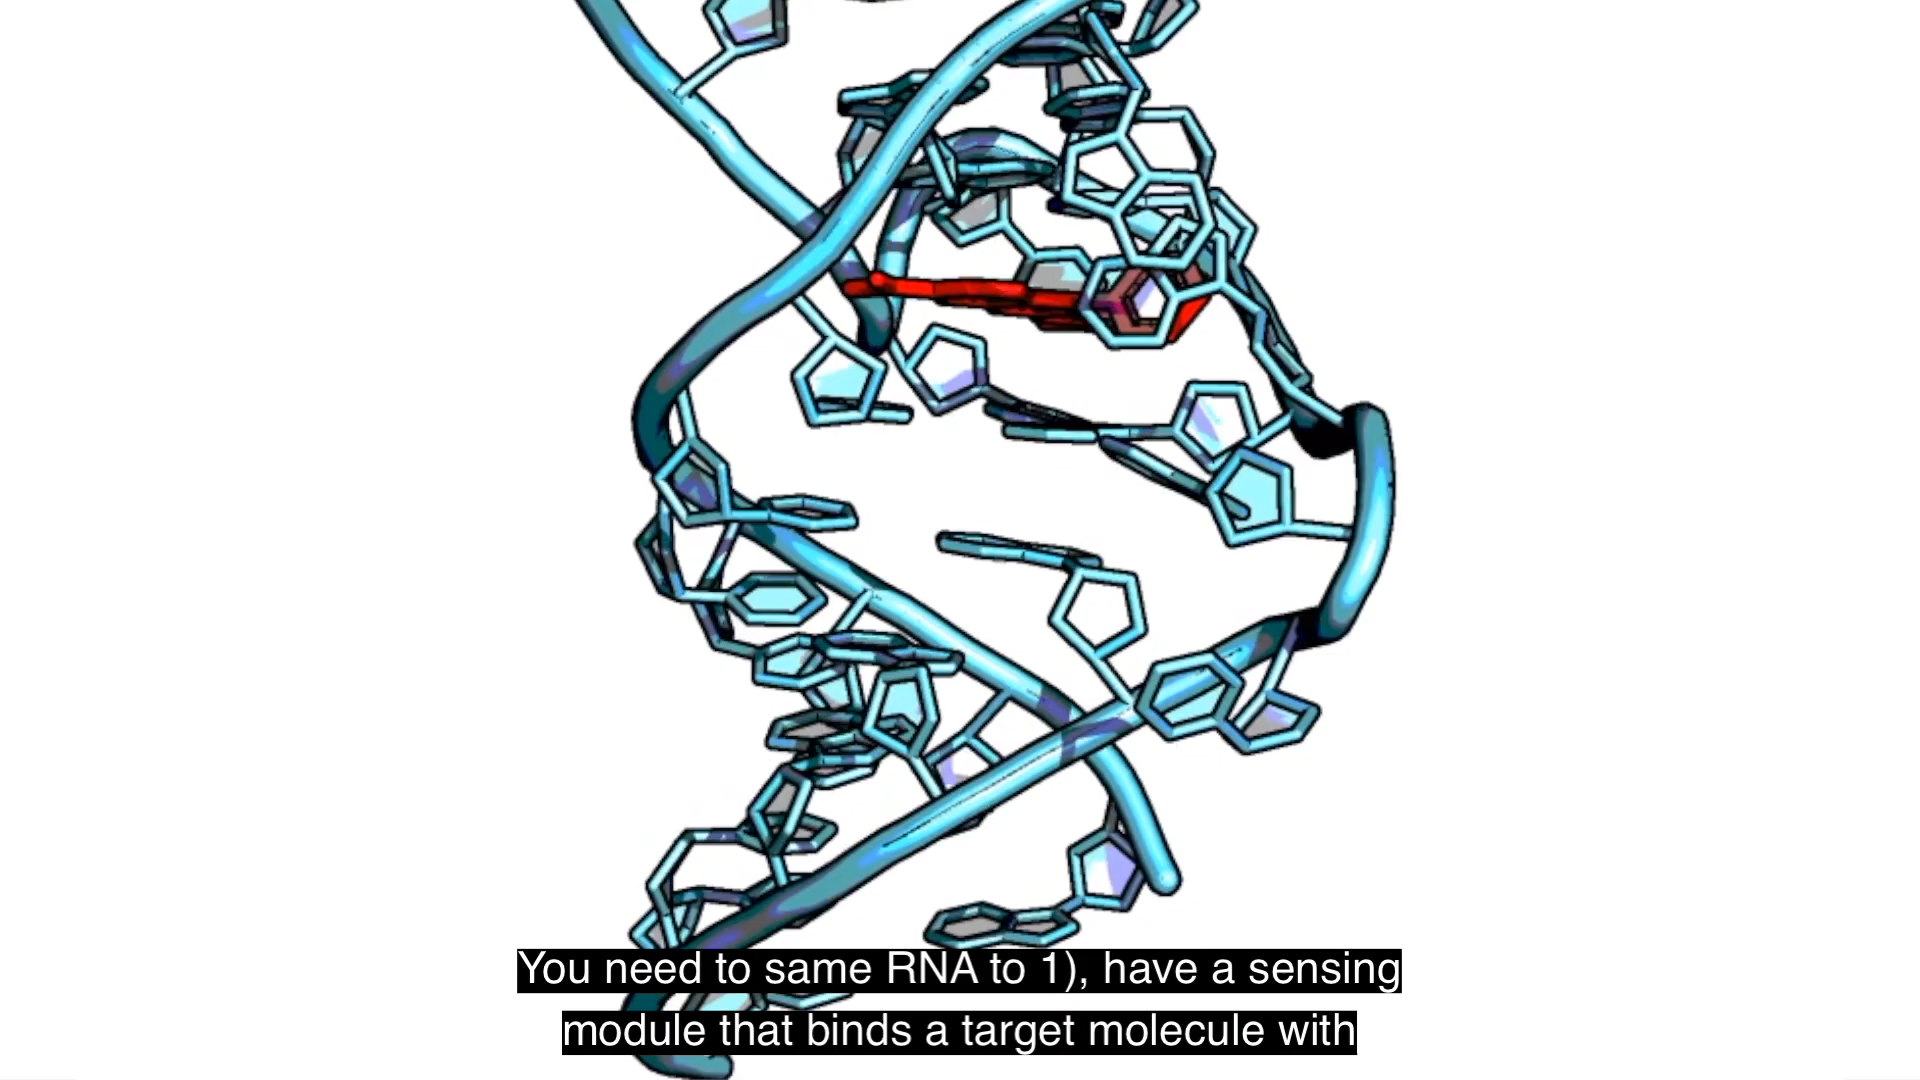 You need to same RNA to 1), have a sensing
module that binds a target molecule with